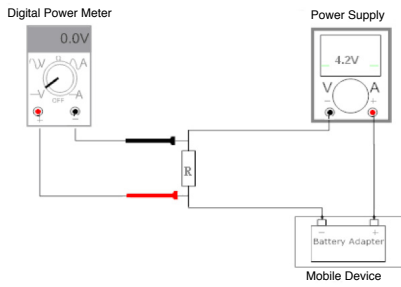 Digital Power Meter
Power Supply
0.0V
Ω
V
A
OFF
V
A
+
−
4.2V
V
A
−
+
R
−
+
Battery Adapter
Mobile Device